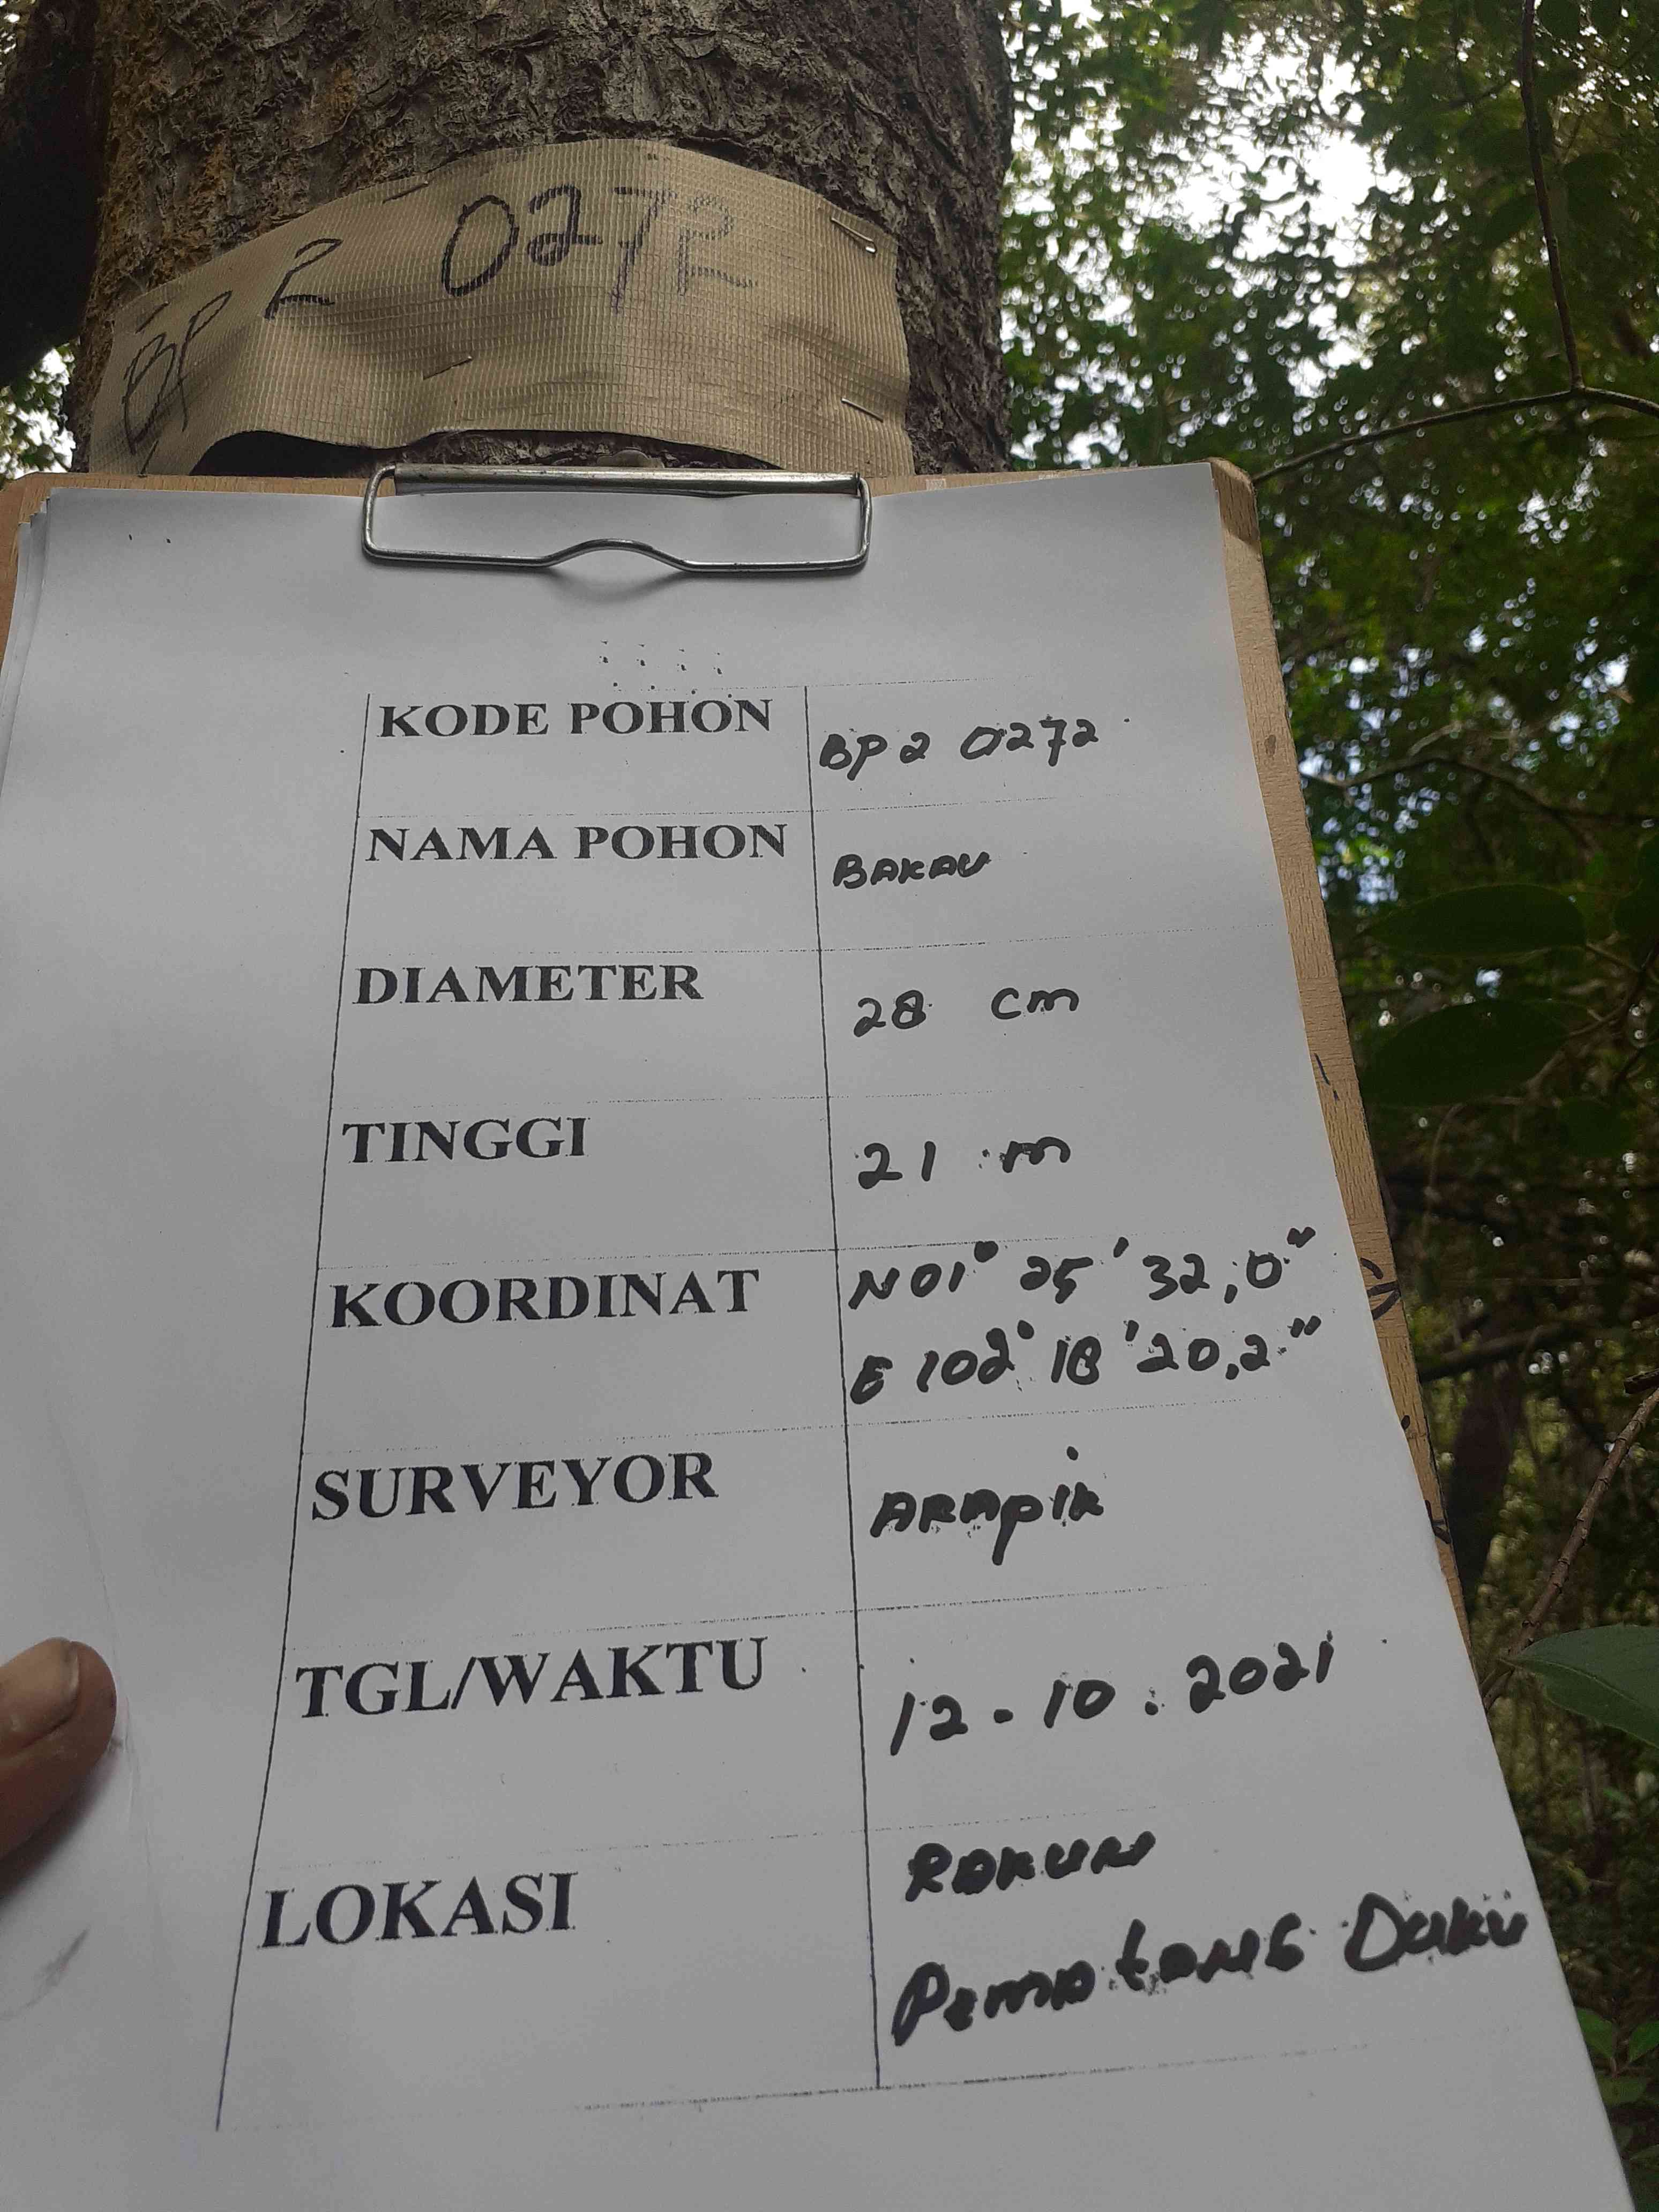 BP 2 0272
KODE POHON BP 2 0272
NAMA POHON BAKAU
DIAMETER 28 cm
TINGGI 21 m
KOORDINAT N 01° 25' 32,0"
E 102° 18' 20,2"
SURVEYOR ARAPIK
TGL/WAKTU 12-10.2021
LOKASI
PEMATANG Duku